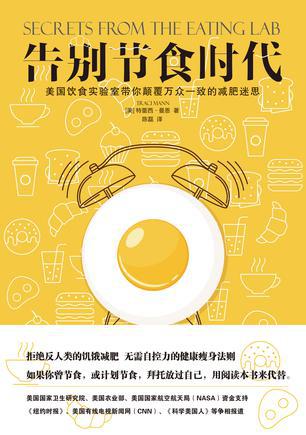 SECRETS FROM THE EATING LAB
告别节食时代
美国饮食实验室带你颠覆万众一致的减肥迷思
TRACI MANN
[美] 特蕾西·曼恩 著
陈磊 译
拒绝反人类的饥饿减肥 无需自控力的健康瘦身法则
如果你曾节食，或计划节食，拜托放过自己，用阅读本书来代替。
美国国家卫生研究院、美国农业部、美国国家航空航天局（NASA）资金支持
《纽约时报》、美国有线电视新闻网（CNN）、《科学美国人》等争相报道